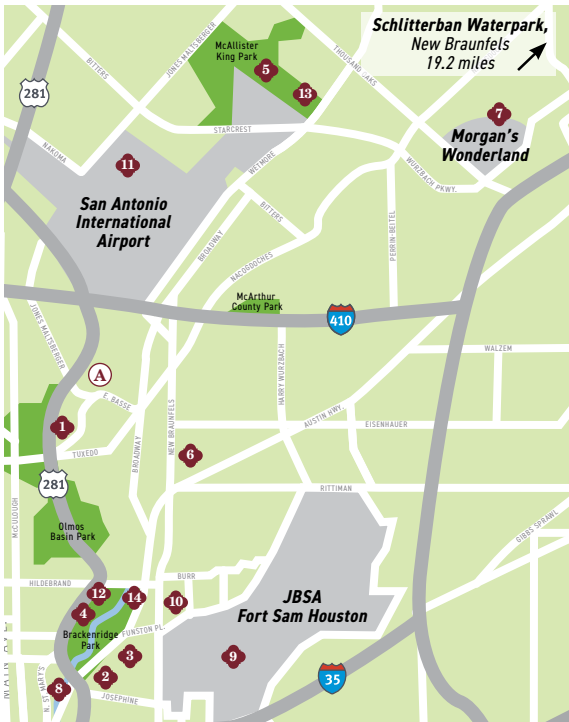 Schlitterban Waterpark,
New Braunfels
19.2 miles
JONES MALTSBERGER
McAllister
King Park
THOUSAND OAKS
BITTERS
5
281
13
7
STARCREST
Morgan's
Wonderland
NAKOMA
11
WETMORE
WURZBACH PKWY.
San Antonio
International
Airport
BITTERS
BROADWAY
PERRIN-BEITEL
NACOGDOCHES
McArthur
County Park
410
JONES MALTSBERGER
HARRY WURZBACH
WALZEM
A
E. BASSE
NEW BRAUNFELS
AUSTIN HWY.
1
EISENHAUER
BROADWAY
TUXEDO
6
281
RITTIMAN
McCULOUGH
Olmos
Basin Park
GIBBS SPRAWL
HILDEBRAND
BURR
12
14
10
JBSA
Fort Sam Houston
4
Brackenridge
Park
FUNSTON PL.
3
9
2
35
8
N. ST MARY'S
JOSEPHINE